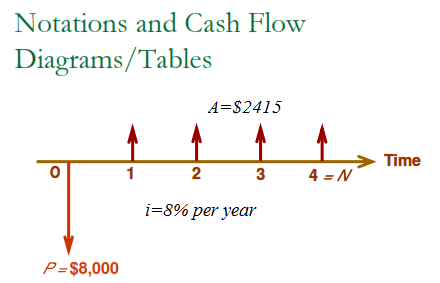 Notations and Cash Flow
Diagrams/Tables
A=$2415
Time
0
1
2
3
4 = N
i=8% per year
P=$8,000